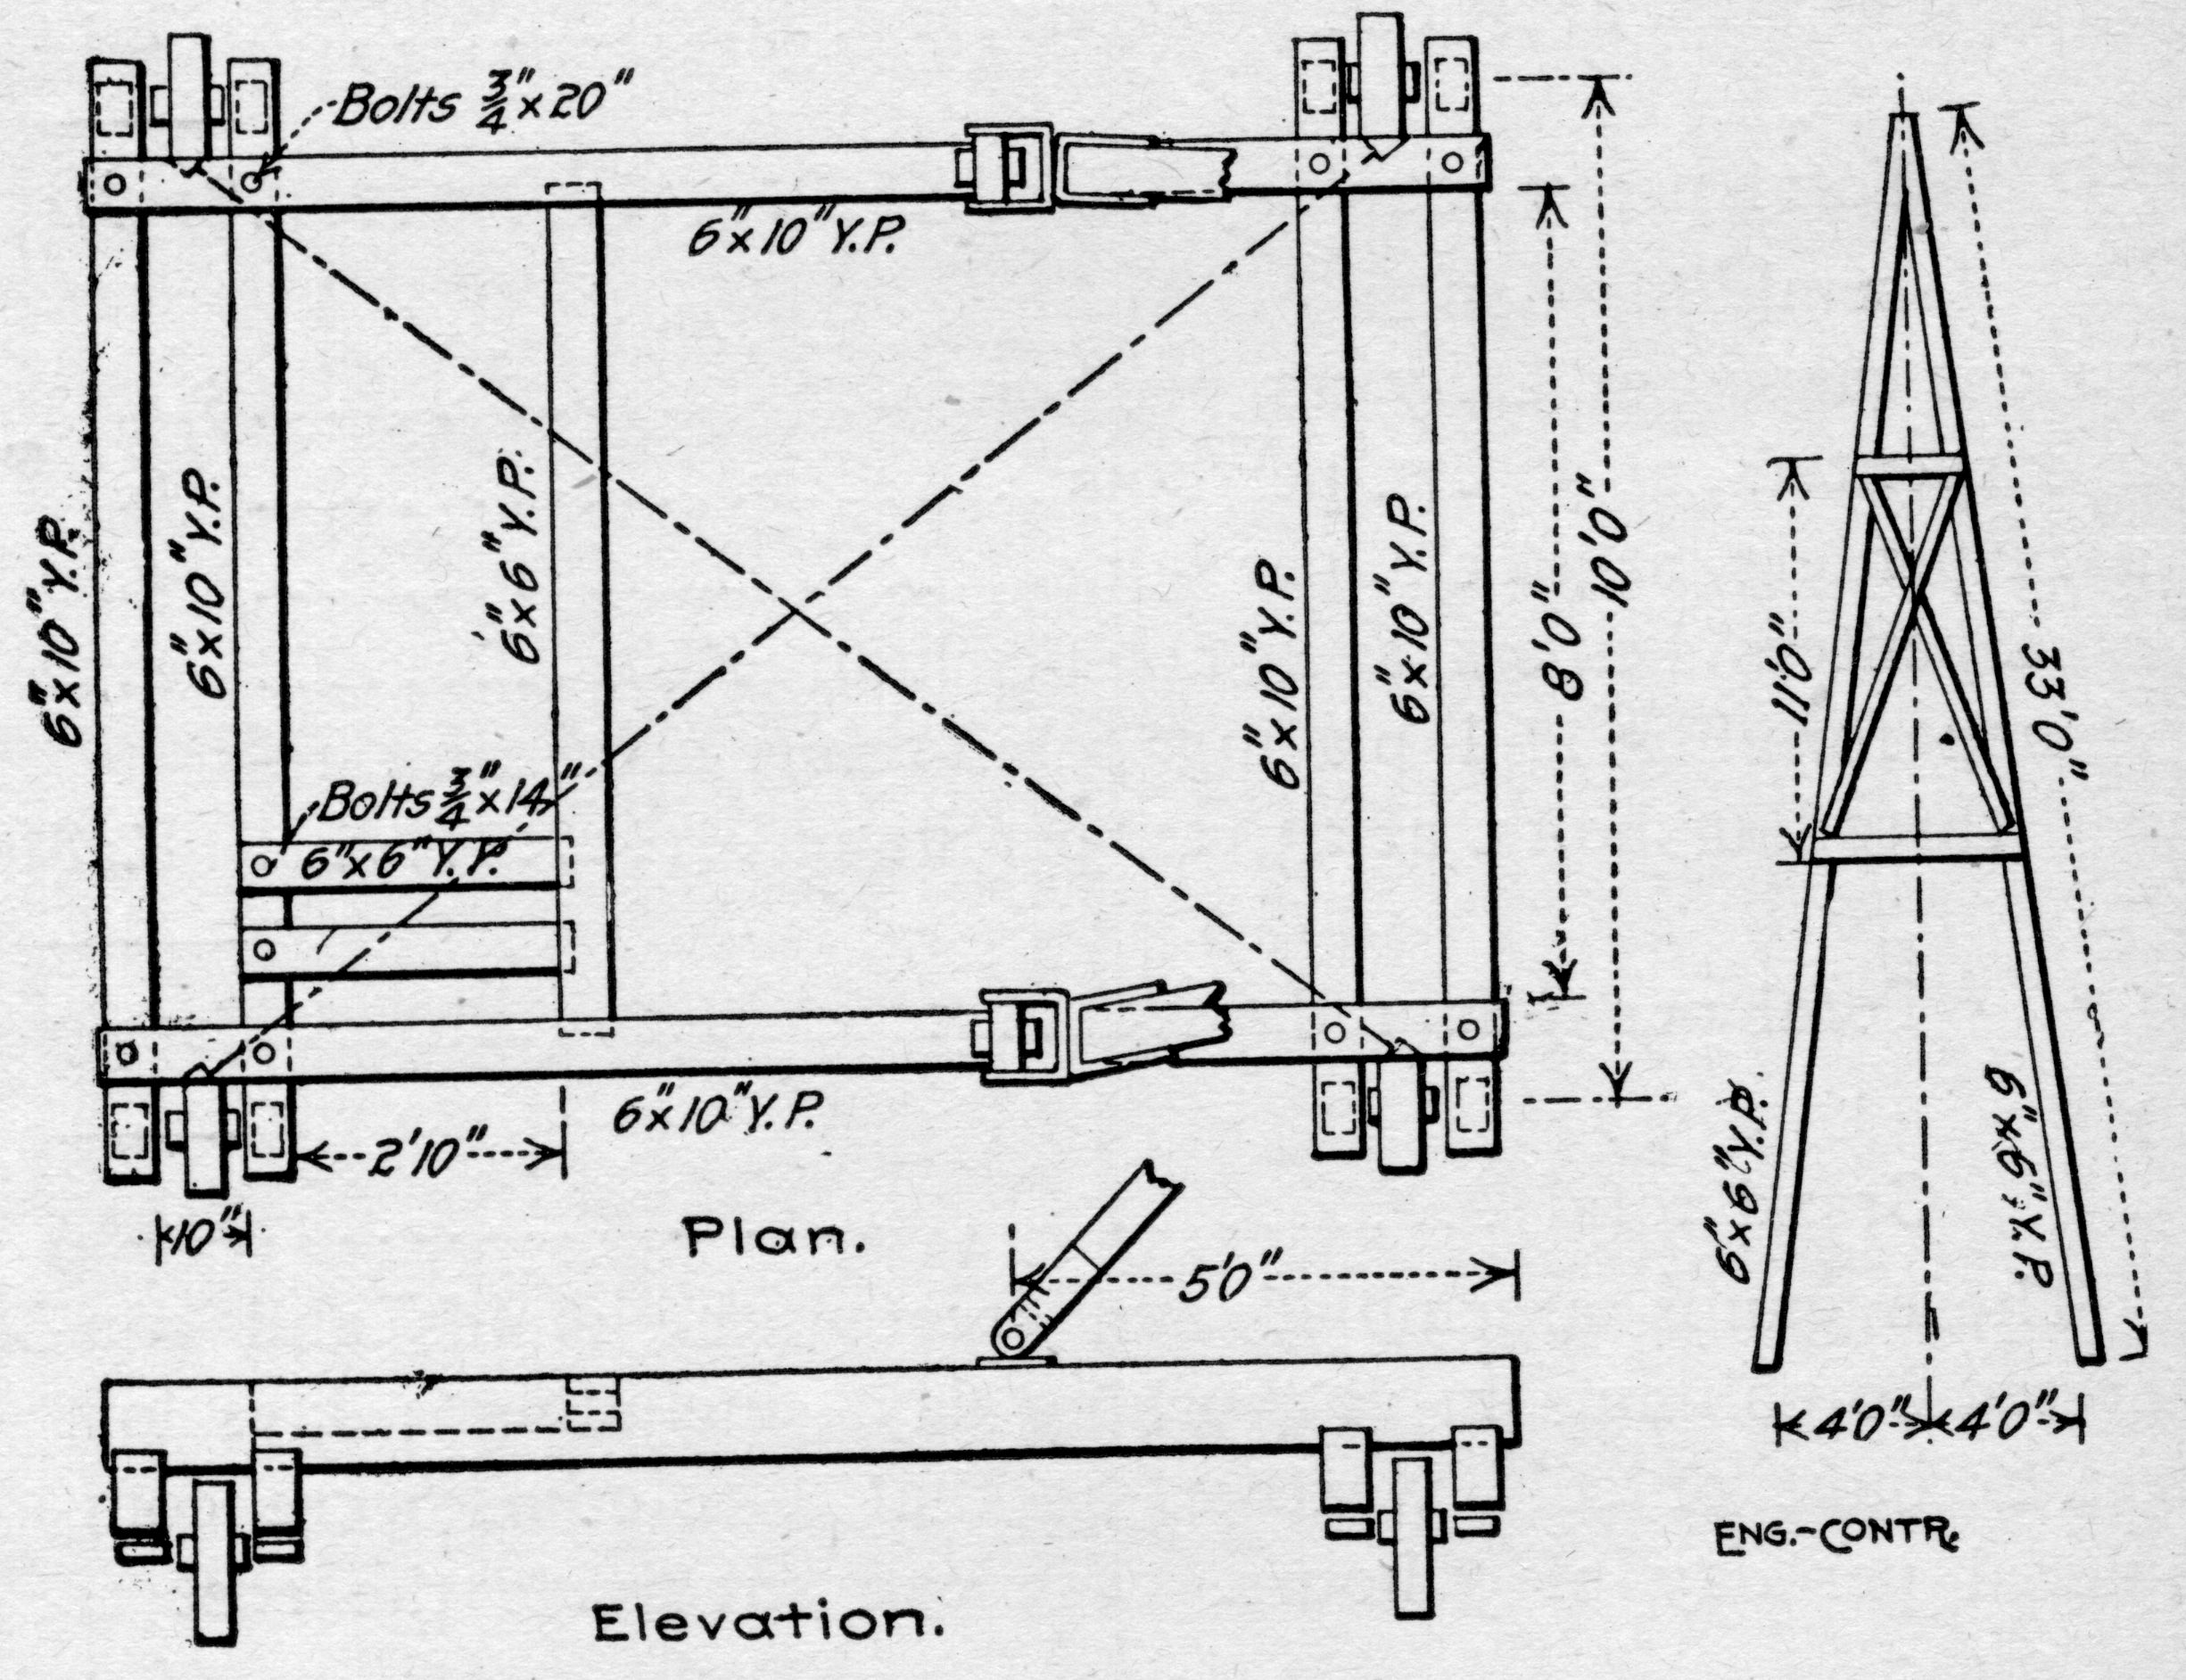 Bolts 3/4" x 20"
6" x 10" Y.P.
6" x 10" Y.P.
6" x 10" Y.P.
6" x 6" Y.P.
6" x 10" Y.P.
6" x 10" Y.P.
8'0"
10'0"
Bolts 3/4" x 14"
6" x 6" Y.P.
6" x 10" Y.P.
2'10"
10"
Plan.
5'0"
Elevation.
11'0"
33'0"
6" x 6" Y.P.
6" x 6" Y.P.
4'0"
4'0"
ENG.-CONTR.